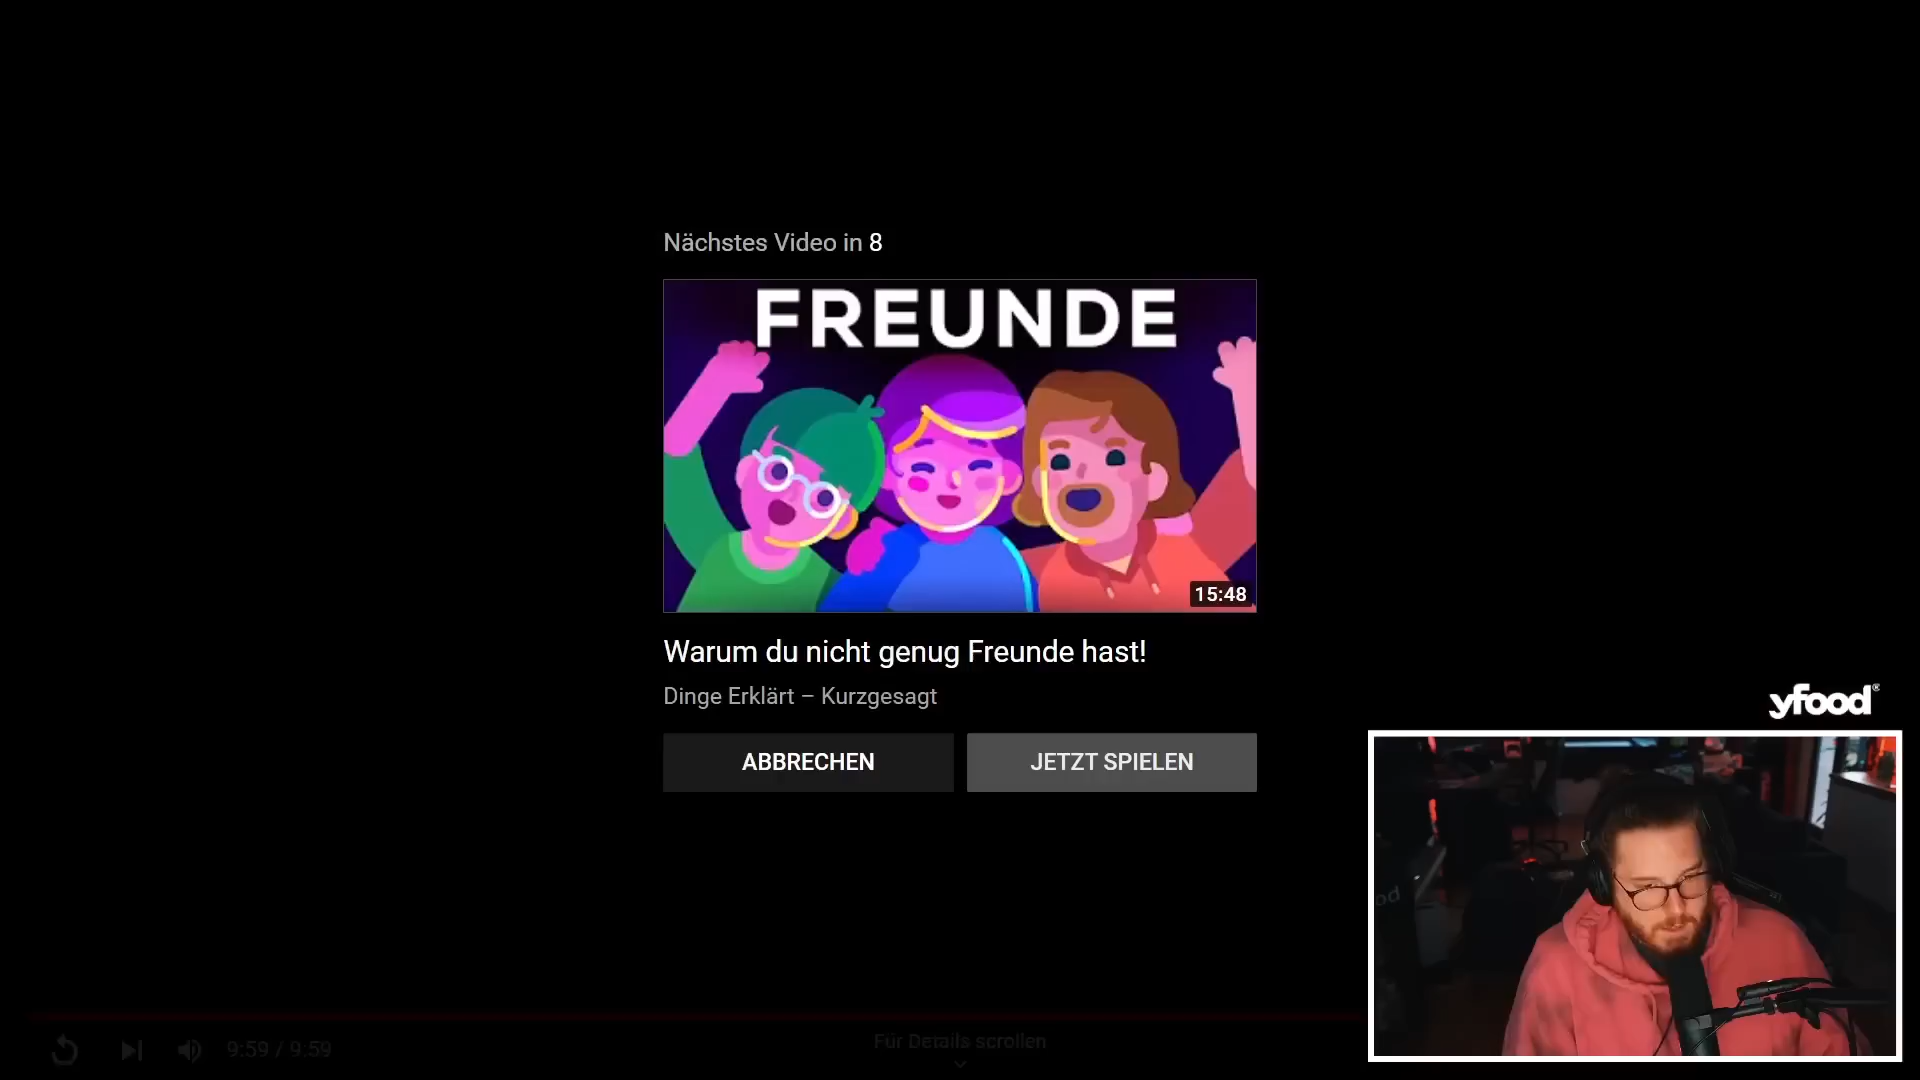 Nächstes Video in 8
FREUNDE
15:48
Warum du nicht genug Freunde hast!
Dinge Erklärt – Kurzgesagt
ABBRECHEN
JETZT SPIELEN
yfood®
od
9:59 / 9:59
Für Details scrollen